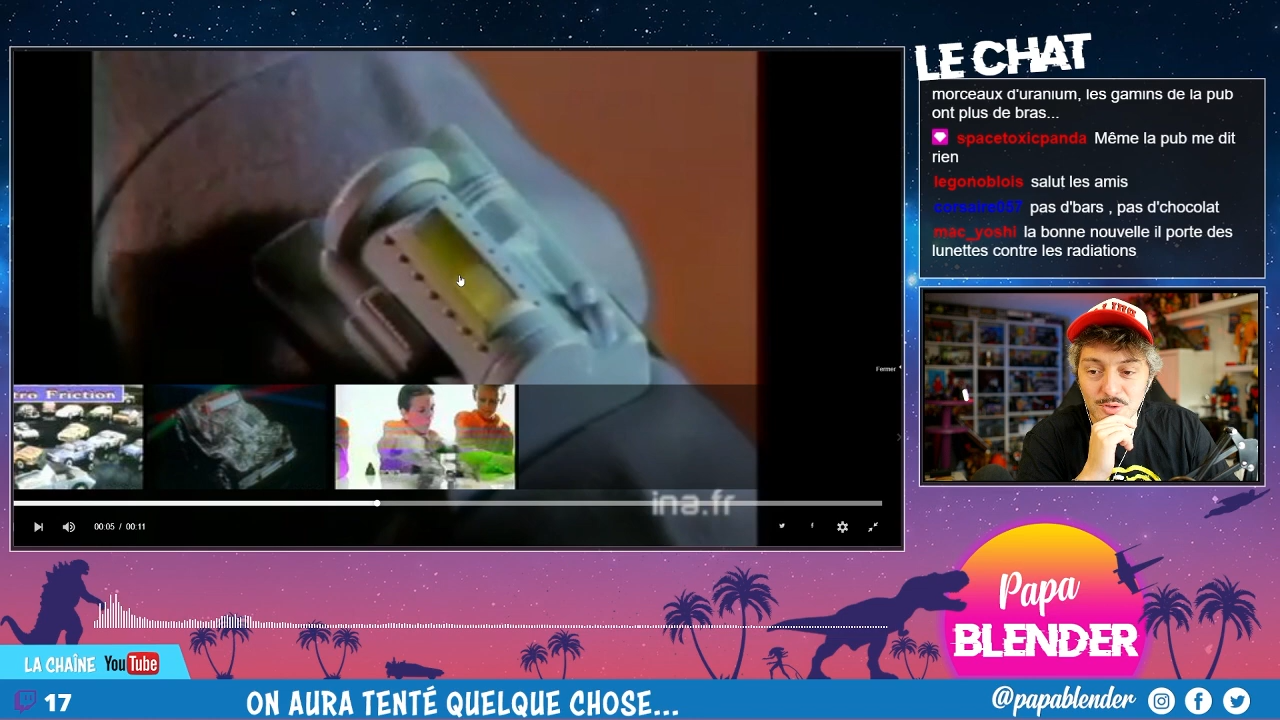 LE CHAT
morceaux d'uranium, les gamins de la pub
ont plus de bras...
spacetoxicpanda Même la pub me dit
rien
legonoblois salut les amis
corsaire057 pas d'bars , pas d'chocolat
mac_yoshi la bonne nouvelle il porte des
lunettes contre les radiations
Fermer
tro Friction
ina.fr
00:05 / 00:11
Papa
BLENDER
LA CHAÎNE YouTube
17
ON AURA TENTÉ QUELQUE CHOSE...
@papablender